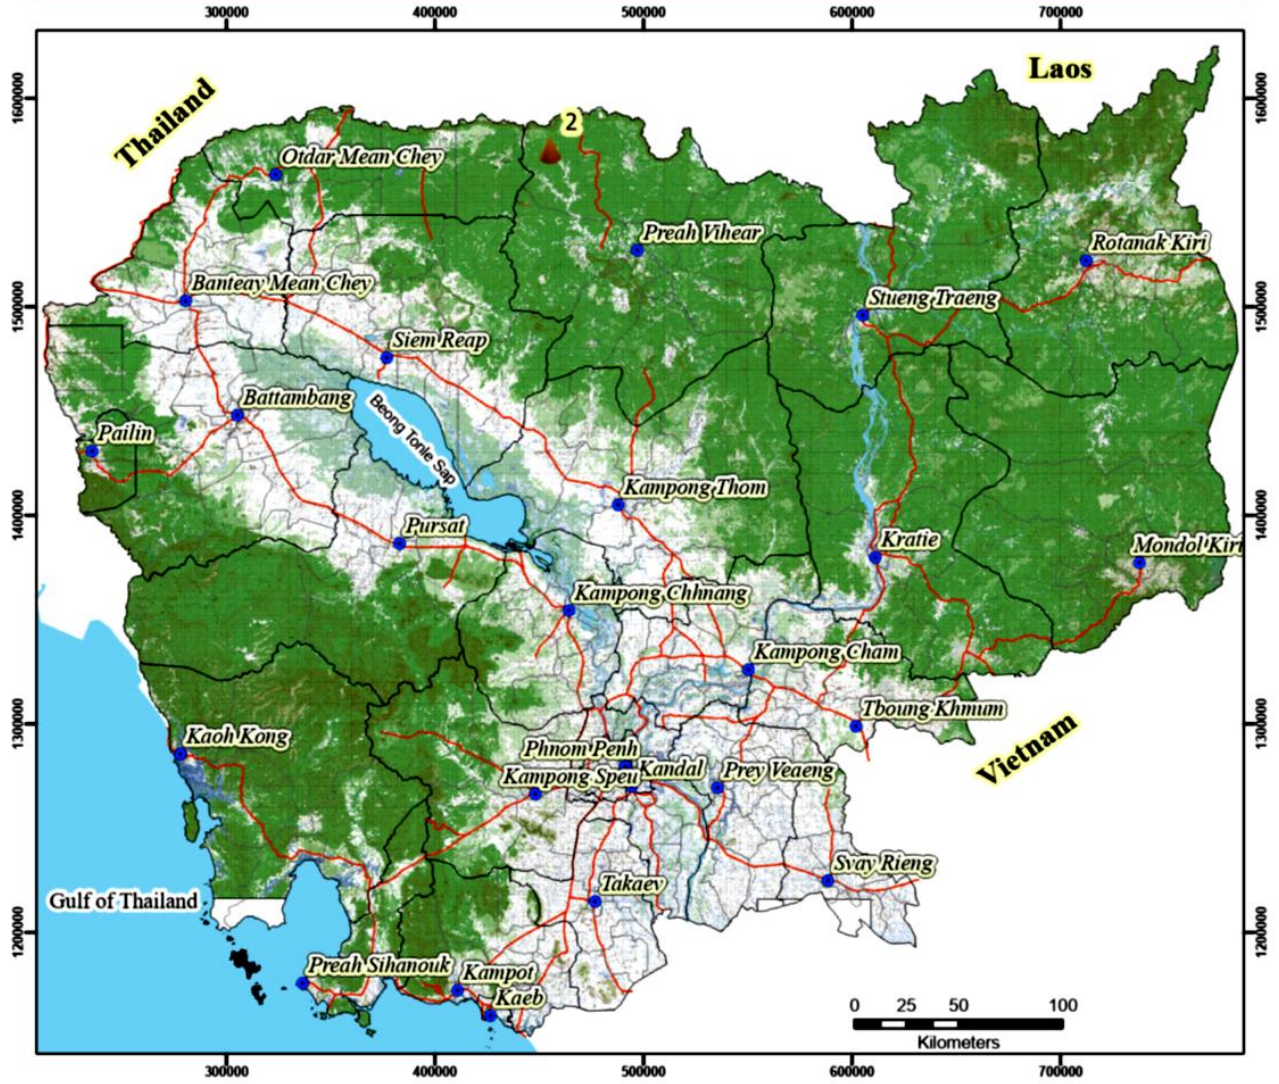 300000 400000 500000 600000 700000
Laos
Thailand
1600000
1600000
2
Otdar Mean Chey
Preah Vihear
Rotanak Kiri
Banteay Mean Chey
Stueng Traeng
1500000
1500000
Siem Reap
Battambang
Beong Tonle Sap
Pailin
Kampong Thom
1400000
1400000
Pursat
Kratie
Mondol Kiri
Kampong Chhnang
Kampong Cham
Tboung Khmum
1300000
1300000
Kaoh Kong
Phnom Penh
Vietnam
Kampong Speu
Kandal
Prey Veaeng
Svay Rieng
Takaev
Gulf of Thailand
1200000
1200000
Preah Sihanouk
Kampot
Kaeb
0 25 50 100
Kilometers
300000 400000 500000 600000 700000